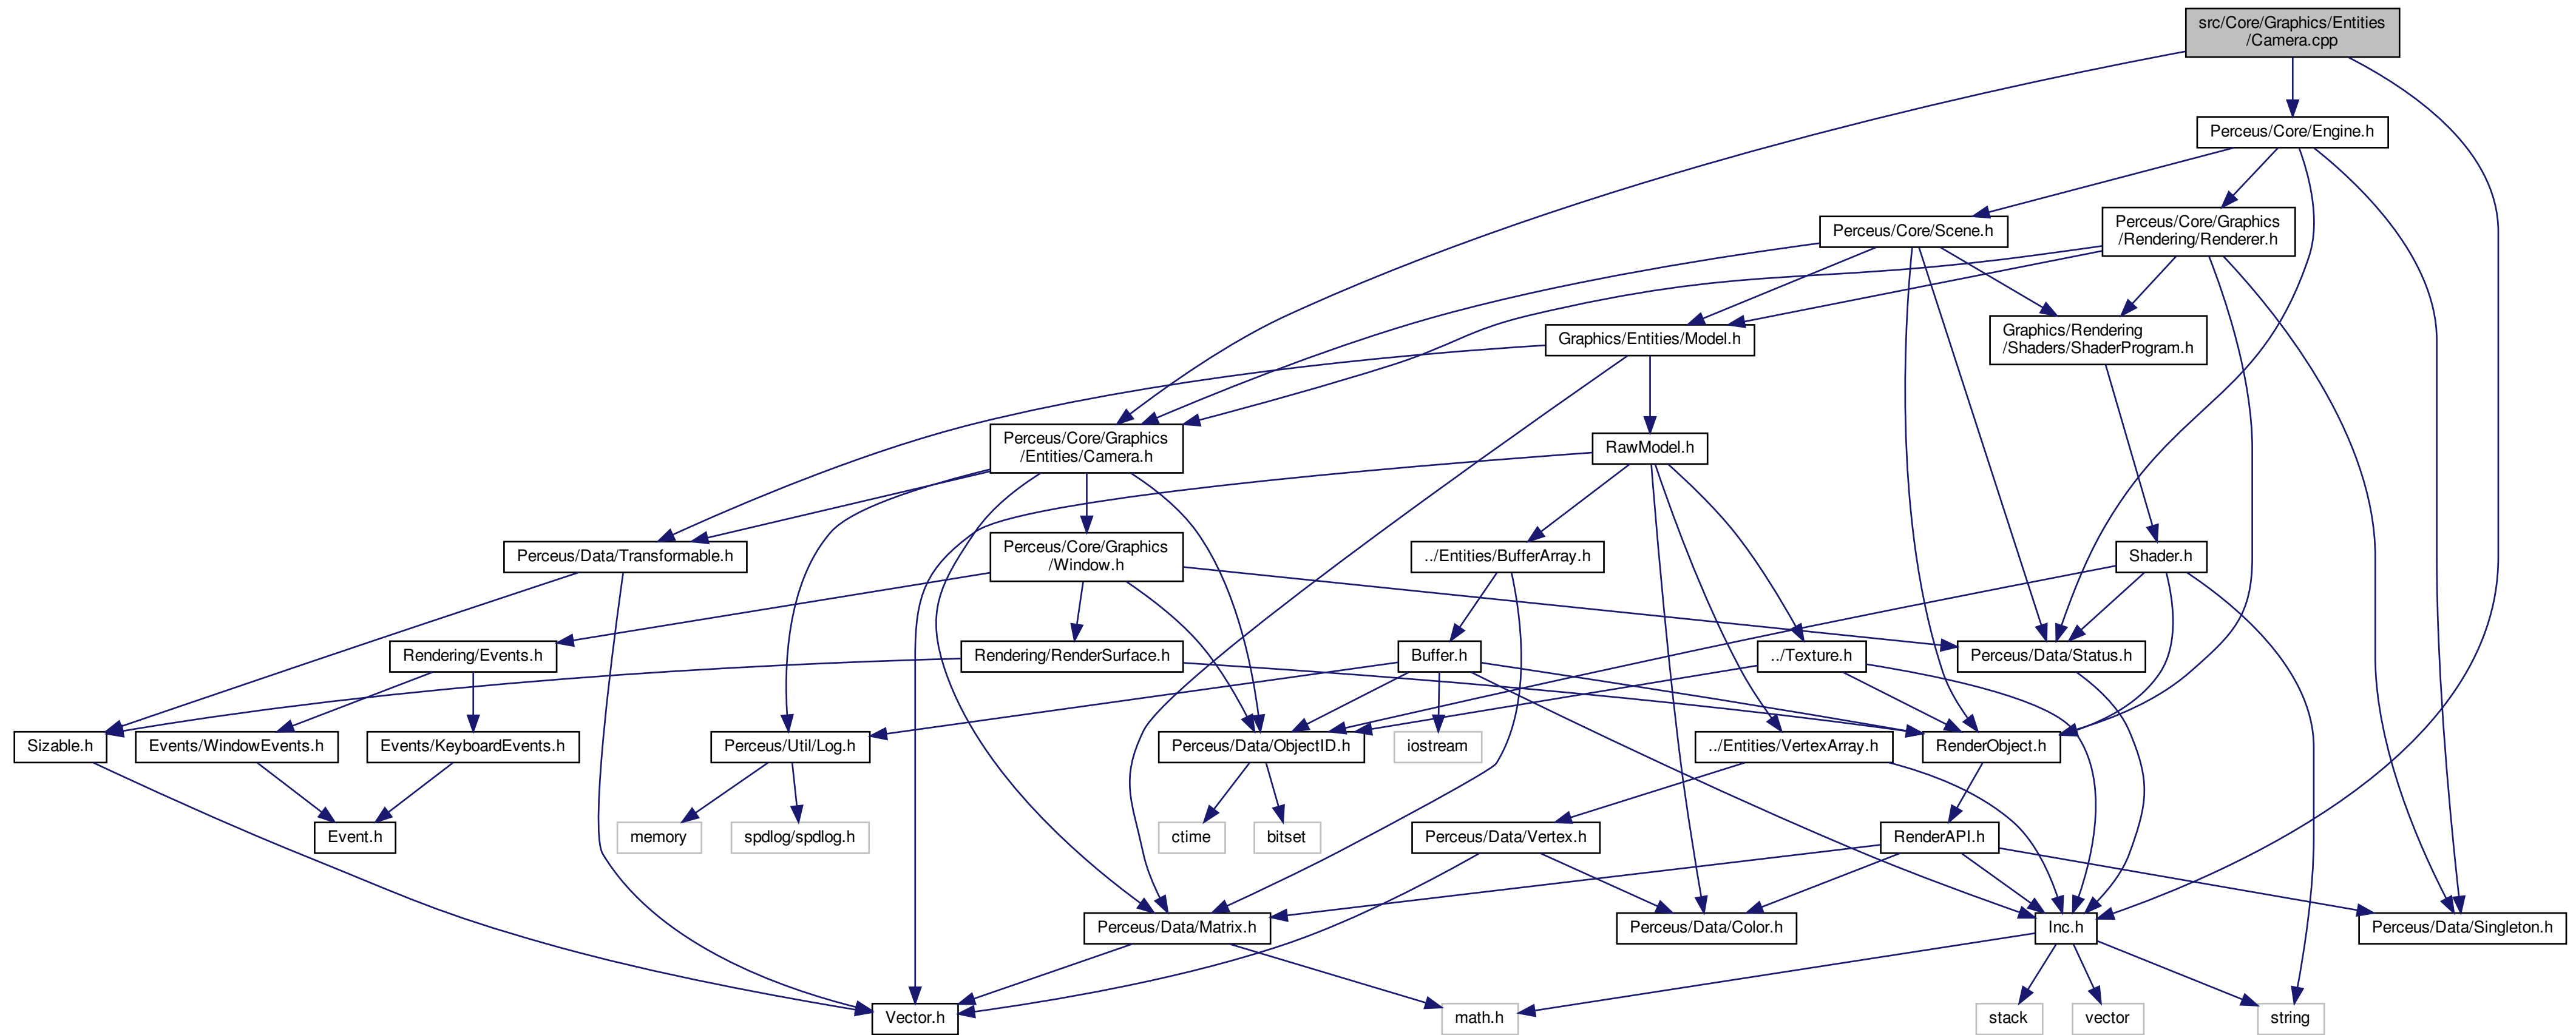 src/Core/Graphics/Entities
/Camera.cpp
Perceus/Core/Engine.h
Perceus/Core/Scene.h
Perceus/Core/Graphics
/Rendering/Renderer.h
Graphics/Entities/Model.h
Graphics/Rendering
/Shaders/ShaderProgram.h
Perceus/Core/Graphics
/Entities/Camera.h
RawModel.h
Perceus/Data/Transformable.h
Perceus/Core/Graphics
/Window.h
../Entities/BufferArray.h
Shader.h
Rendering/Events.h
Rendering/RenderSurface.h
Buffer.h
../Texture.h
Perceus/Data/Status.h
Sizable.h
Events/WindowEvents.h
Events/KeyboardEvents.h
Perceus/Util/Log.h
Perceus/Data/ObjectID.h
iostream
../Entities/VertexArray.h
RenderObject.h
Event.h
memory
spdlog/spdlog.h
ctime
bitset
Perceus/Data/Vertex.h
RenderAPI.h
Perceus/Data/Matrix.h
Perceus/Data/Color.h
Inc.h
Perceus/Data/Singleton.h
Vector.h
math.h
stack
vector
string